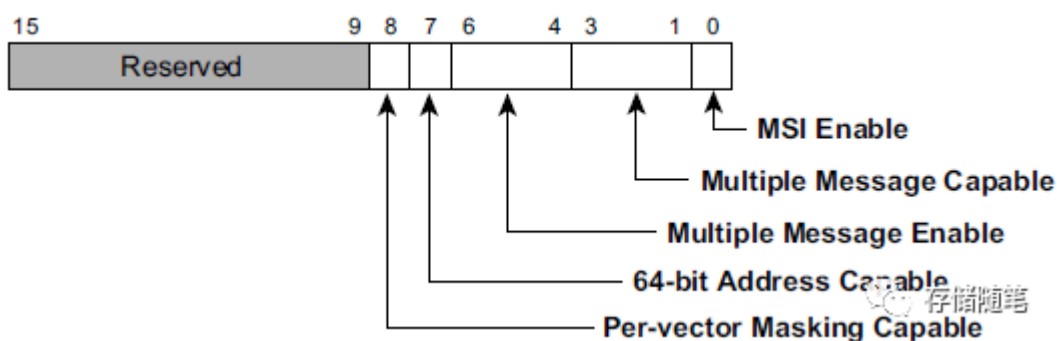 15 9 8 7 6 4 3 1 0
Reserved
MSI Enable
Multiple Message Capable
Multiple Message Enable
64-bit Address Capable
存储随笔
Per-vector Masking Capable